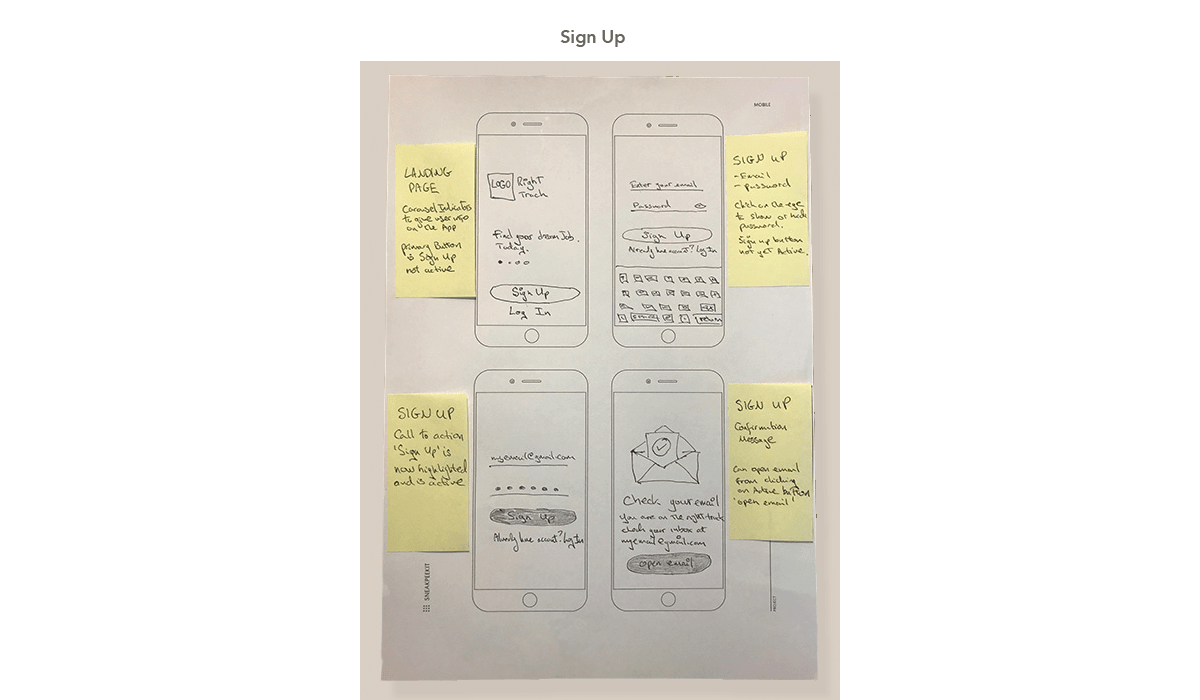 Sign Up
MOBILE
LANDING
PAGE
Carousel Indicators
to give user info
on the App
primary Button
is Sign Up
not active
LOGO
Right
Track
Find your dream Job.
Today.
Sign Up
Log In
Enter your email
Password
Sign Up
Already have account? Log In
return
SIGN UP
- Email
- password
Click on the eye
to show or hide
password.
Sign up button
not yet Active.
SIGN UP
Call to action
'Sign Up' is
now highlighted
and is active
myemail@gmail.com
Sign Up
Already have account? Log In
Check your email
You are on the right track
check your inbox at
myemail@gmail.com
open email
SIGN UP
Confirmation
Message
Can open email
from clicking
on Active button
'open email'
SNEAKPEEKIT
PROJECT